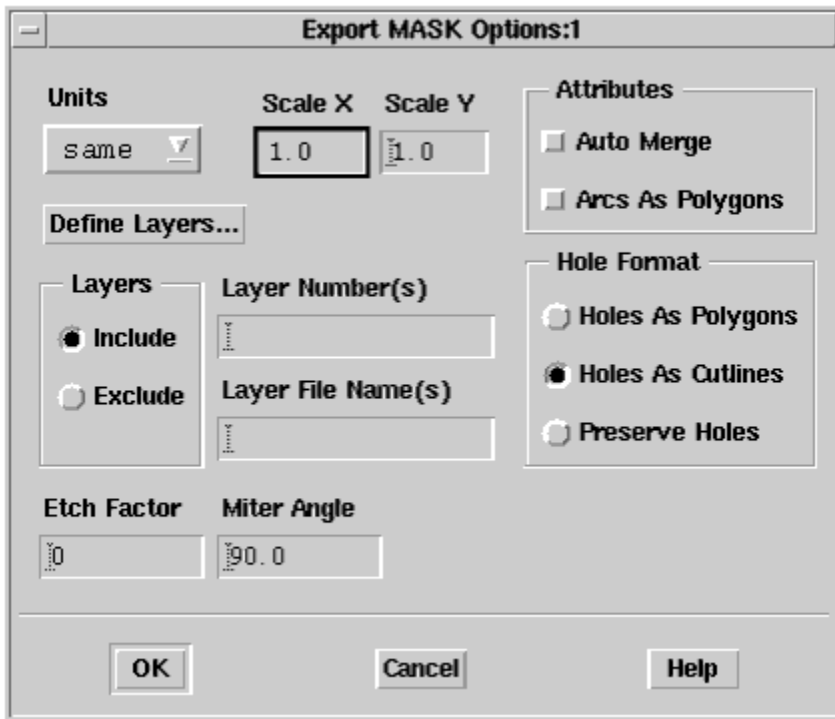 Export MASK Options:1
Units
same
Scale X
1.0
Scale Y
1.0
Define Layers...
Attributes
Auto Merge
Arcs As Polygons
Layers
Include
Exclude
Layer Number(s)
Layer File Name(s)
Hole Format
Holes As Polygons
Holes As Cutlines
Preserve Holes
Etch Factor
0
Miter Angle
90.0
OK
Cancel
Help